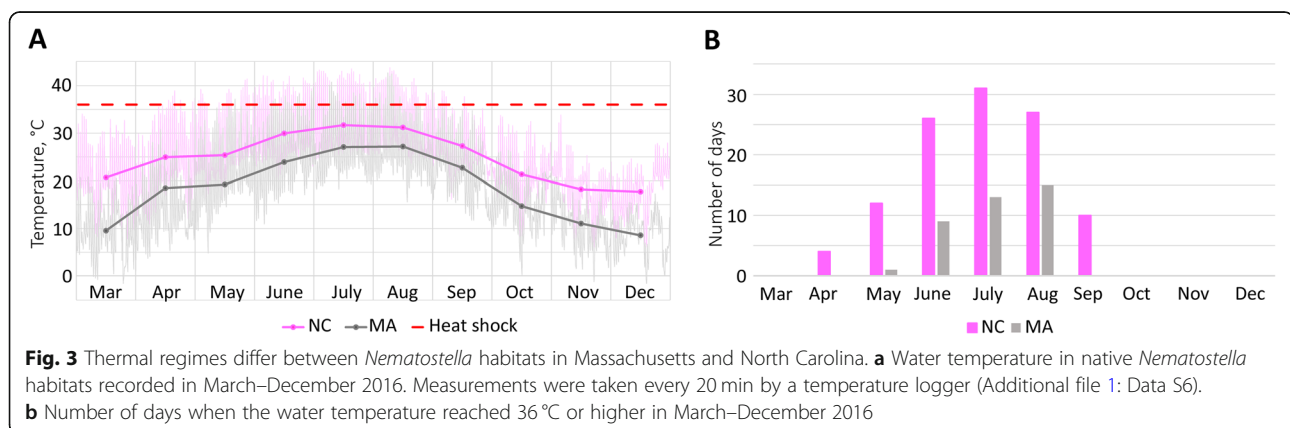 A
B
Temperature, °C
40
30
20
10
0
Mar Apr May June July Aug Sep Oct Nov Dec
NC MA Heat shock
Number of days
30
20
10
0
Mar Apr May June July Aug Sep Oct Nov Dec
NC MA
Fig. 3 Thermal regimes differ between Nematostella habitats in Massachusetts and North Carolina. a Water temperature in native Nematostella
habitats recorded in March–December 2016. Measurements were taken every 20 min by a temperature logger (Additional file 1: Data S6).
b Number of days when the water temperature reached 36 °C or higher in March–December 2016